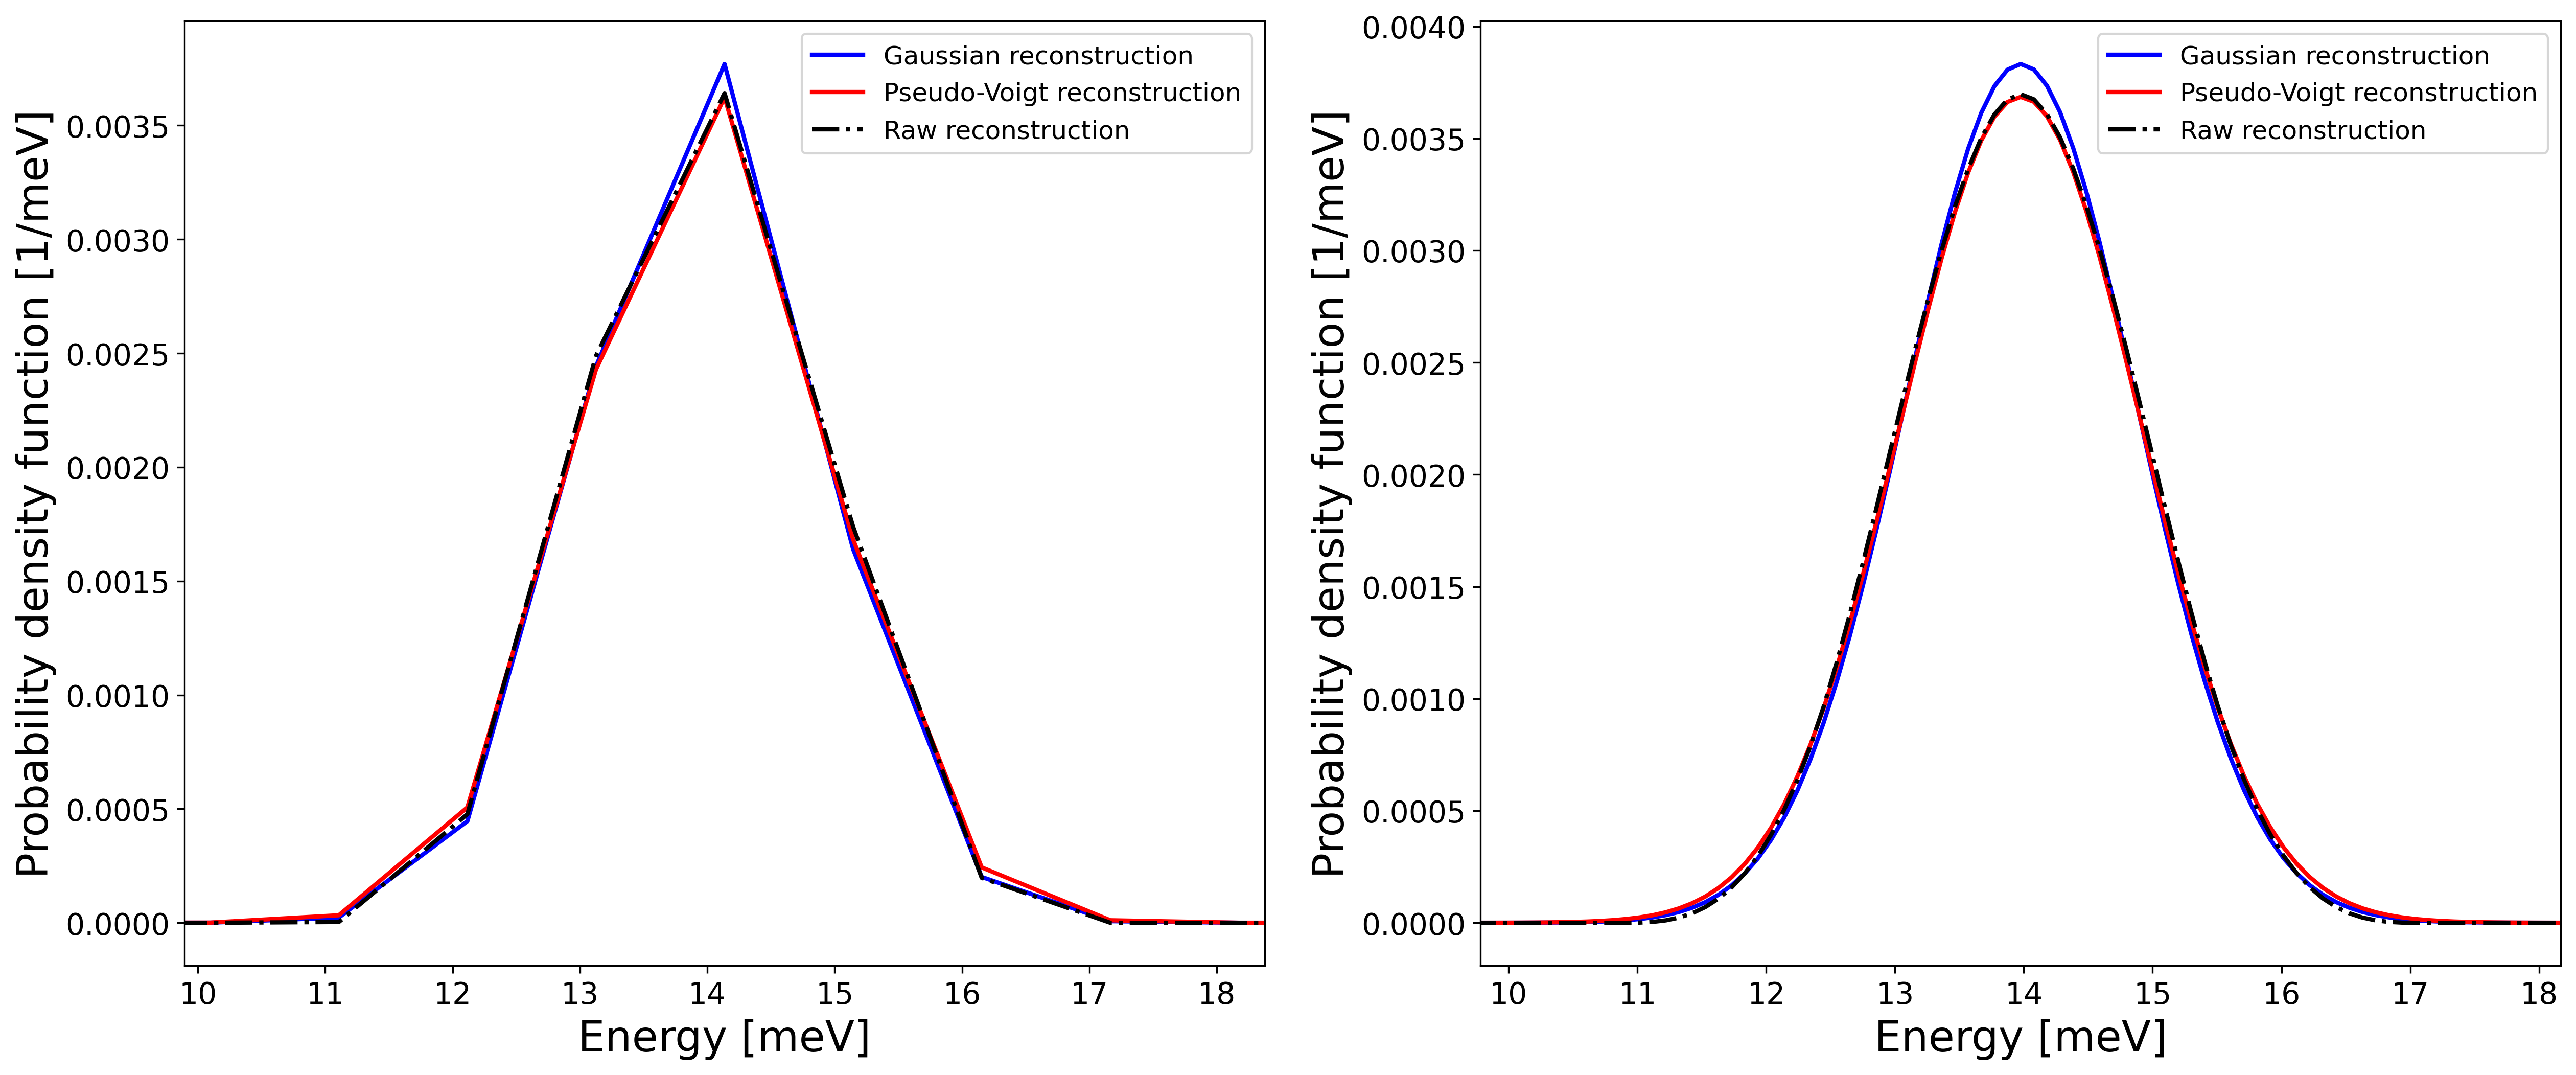 Probability density function [1/meV]
0.0035
0.0030
0.0025
0.0020
0.0015
0.0010
0.0005
0.0000
Gaussian reconstruction
Pseudo-Voigt reconstruction
Raw reconstruction
10 11 12 13 14 15 16 17 18
Energy [meV]
Probability density function [1/meV]
0.0040
0.0035
0.0030
0.0025
0.0020
0.0015
0.0010
0.0005
0.0000
Gaussian reconstruction
Pseudo-Voigt reconstruction
Raw reconstruction
10 11 12 13 14 15 16 17 18
Energy [meV]